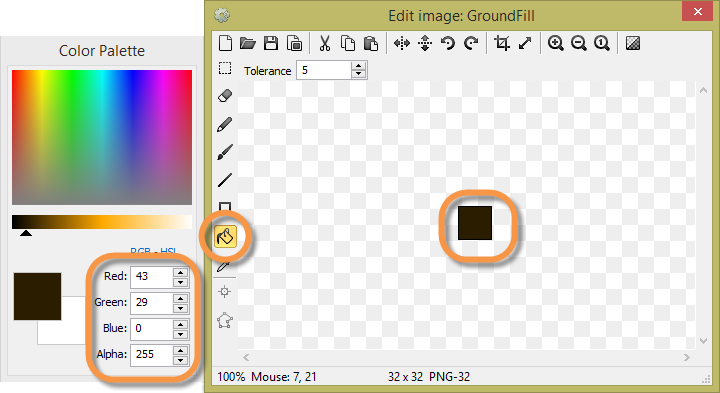 Color Palette
RGB - HSL
Red: 43
Green: 29
Blue: 0
Alpha: 255
Edit image: GroundFill
Tolerance 5
100% Mouse: 7, 21 32 x 32 PNG-32